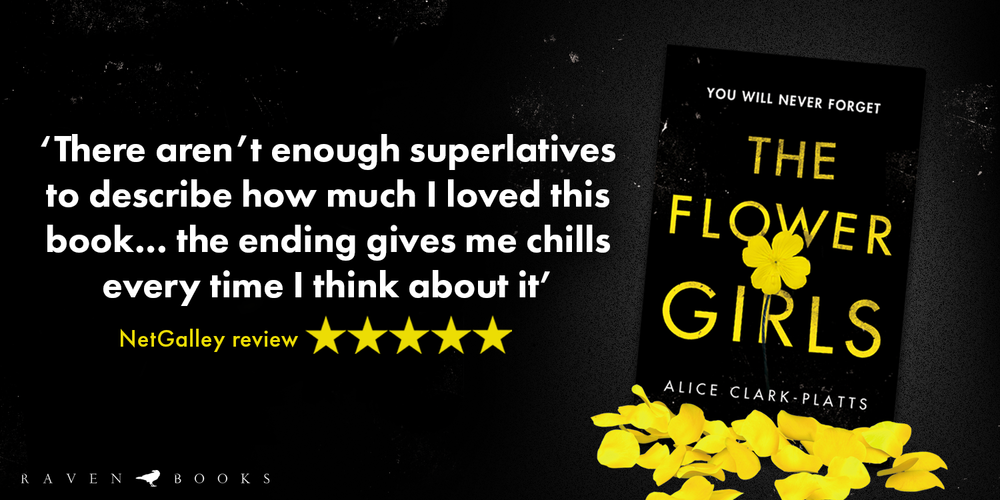 ‘There aren’t enough superlatives
to describe how much I loved this
book... the ending gives me chills
every time I think about it’
NetGalley review
RAVEN BOOKS
YOU WILL NEVER FORGET
THE
FLOWER
GIRLS
ALICE CLARK-PLATTS